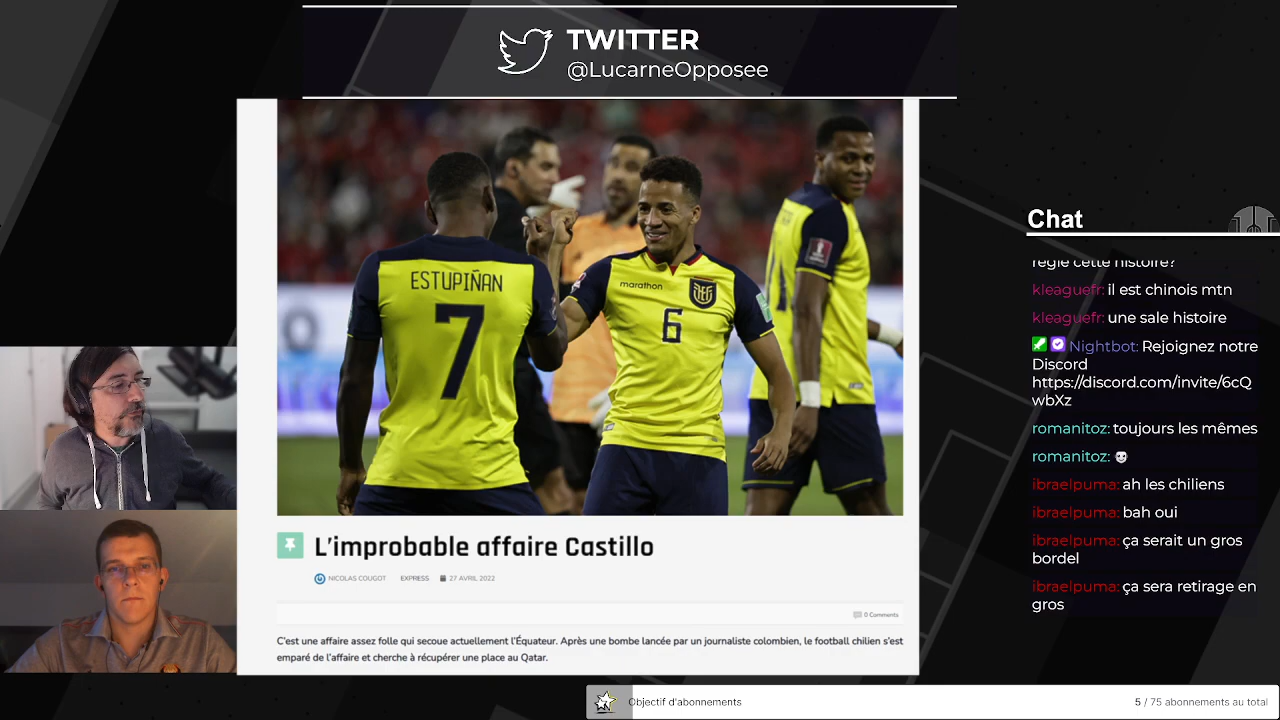 TWITTER
@LucarneOpposee
ESTUPIÑAN
7
marathon
6
L'improbable affaire Castillo
NICOLAS COUGOT EXPRESS 27 AVRIL 2022
0 Comments
C'est une affaire assez folle qui secoue actuellement l'Équateur. Après une bombe lancée par un journaliste colombien, le football chilien s'est
emparé de l'affaire et cherche à récupérer une place au Qatar.
Chat
regle cette histoire?
kleaguefr: il est chinois mtn
kleaguefr: une sale histoire
Nightbot: Rejoignez notre
Discord
https://discord.com/invite/6cQ
wbXz
romanitoz: toujours les mêmes
romanitoz:
ibraelpuma: ah les chiliens
ibraelpuma: bah oui
ibraelpuma: ça serait un gros
bordel
ibraelpuma: ça sera retirage en
gros
Objectif d'abonnements
5 / 75 abonnements au total